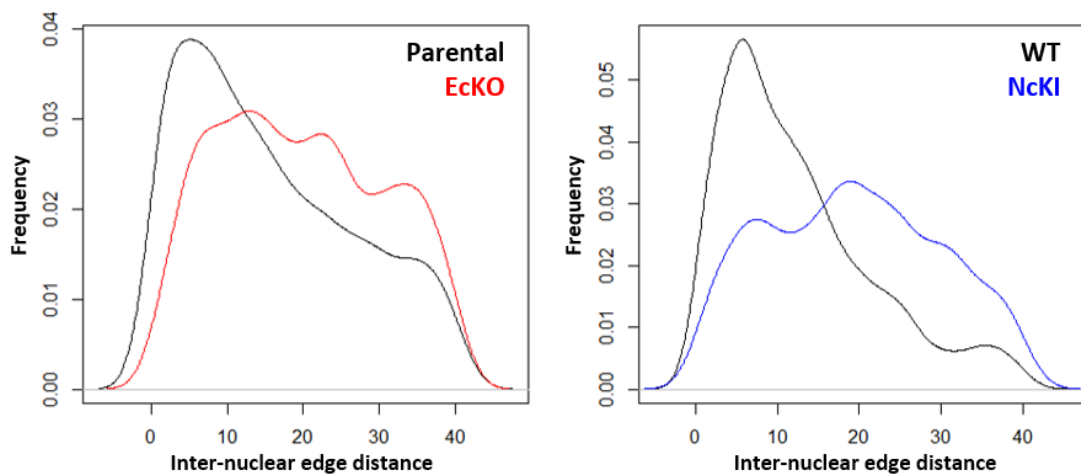 Parental
EcKO
Frequency
0.00 0.01 0.02 0.03 0.04
0 10 20 30 40
Inter-nuclear edge distance
WT
NcKI
Frequency
0.00 0.01 0.02 0.03 0.04 0.05
0 10 20 30 40
Inter-nuclear edge distance